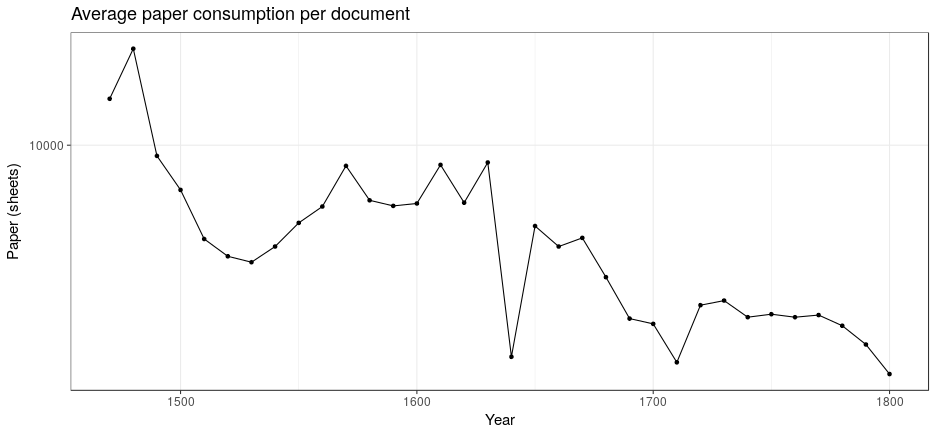 Average paper consumption per document
10000
Paper (sheets)
1500 1600 1700 1800
Year